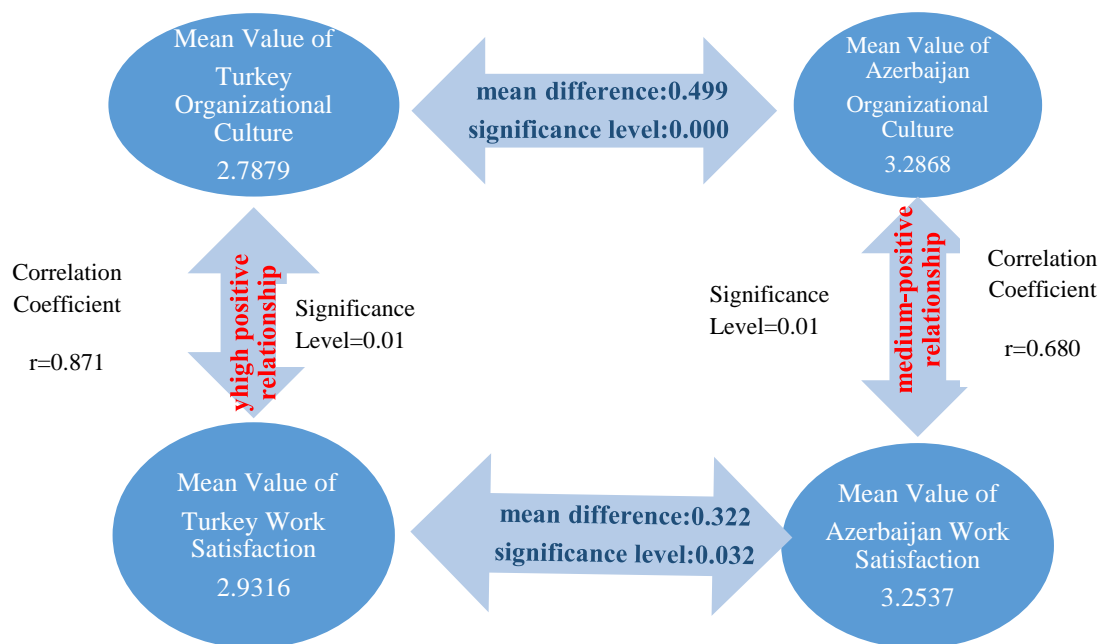 Mean Value of
Turkey
Organizational
Culture
2.7879
mean difference:0.499
significance level:0.000
Mean Value of
Azerbaijan
Organizational
Culture
3.2868
Correlation
Coefficient
r=0.871
yhigh positive
relationship
Significance
Level=0.01
Significance
Level=0.01
medium-positive
relationship
Correlation
Coefficient
r=0.680
Mean Value of
Turkey Work
Satisfaction
2.9316
mean difference:0.322
significance level:0.032
Mean Value of
Azerbaijan Work
Satisfaction
3.2537